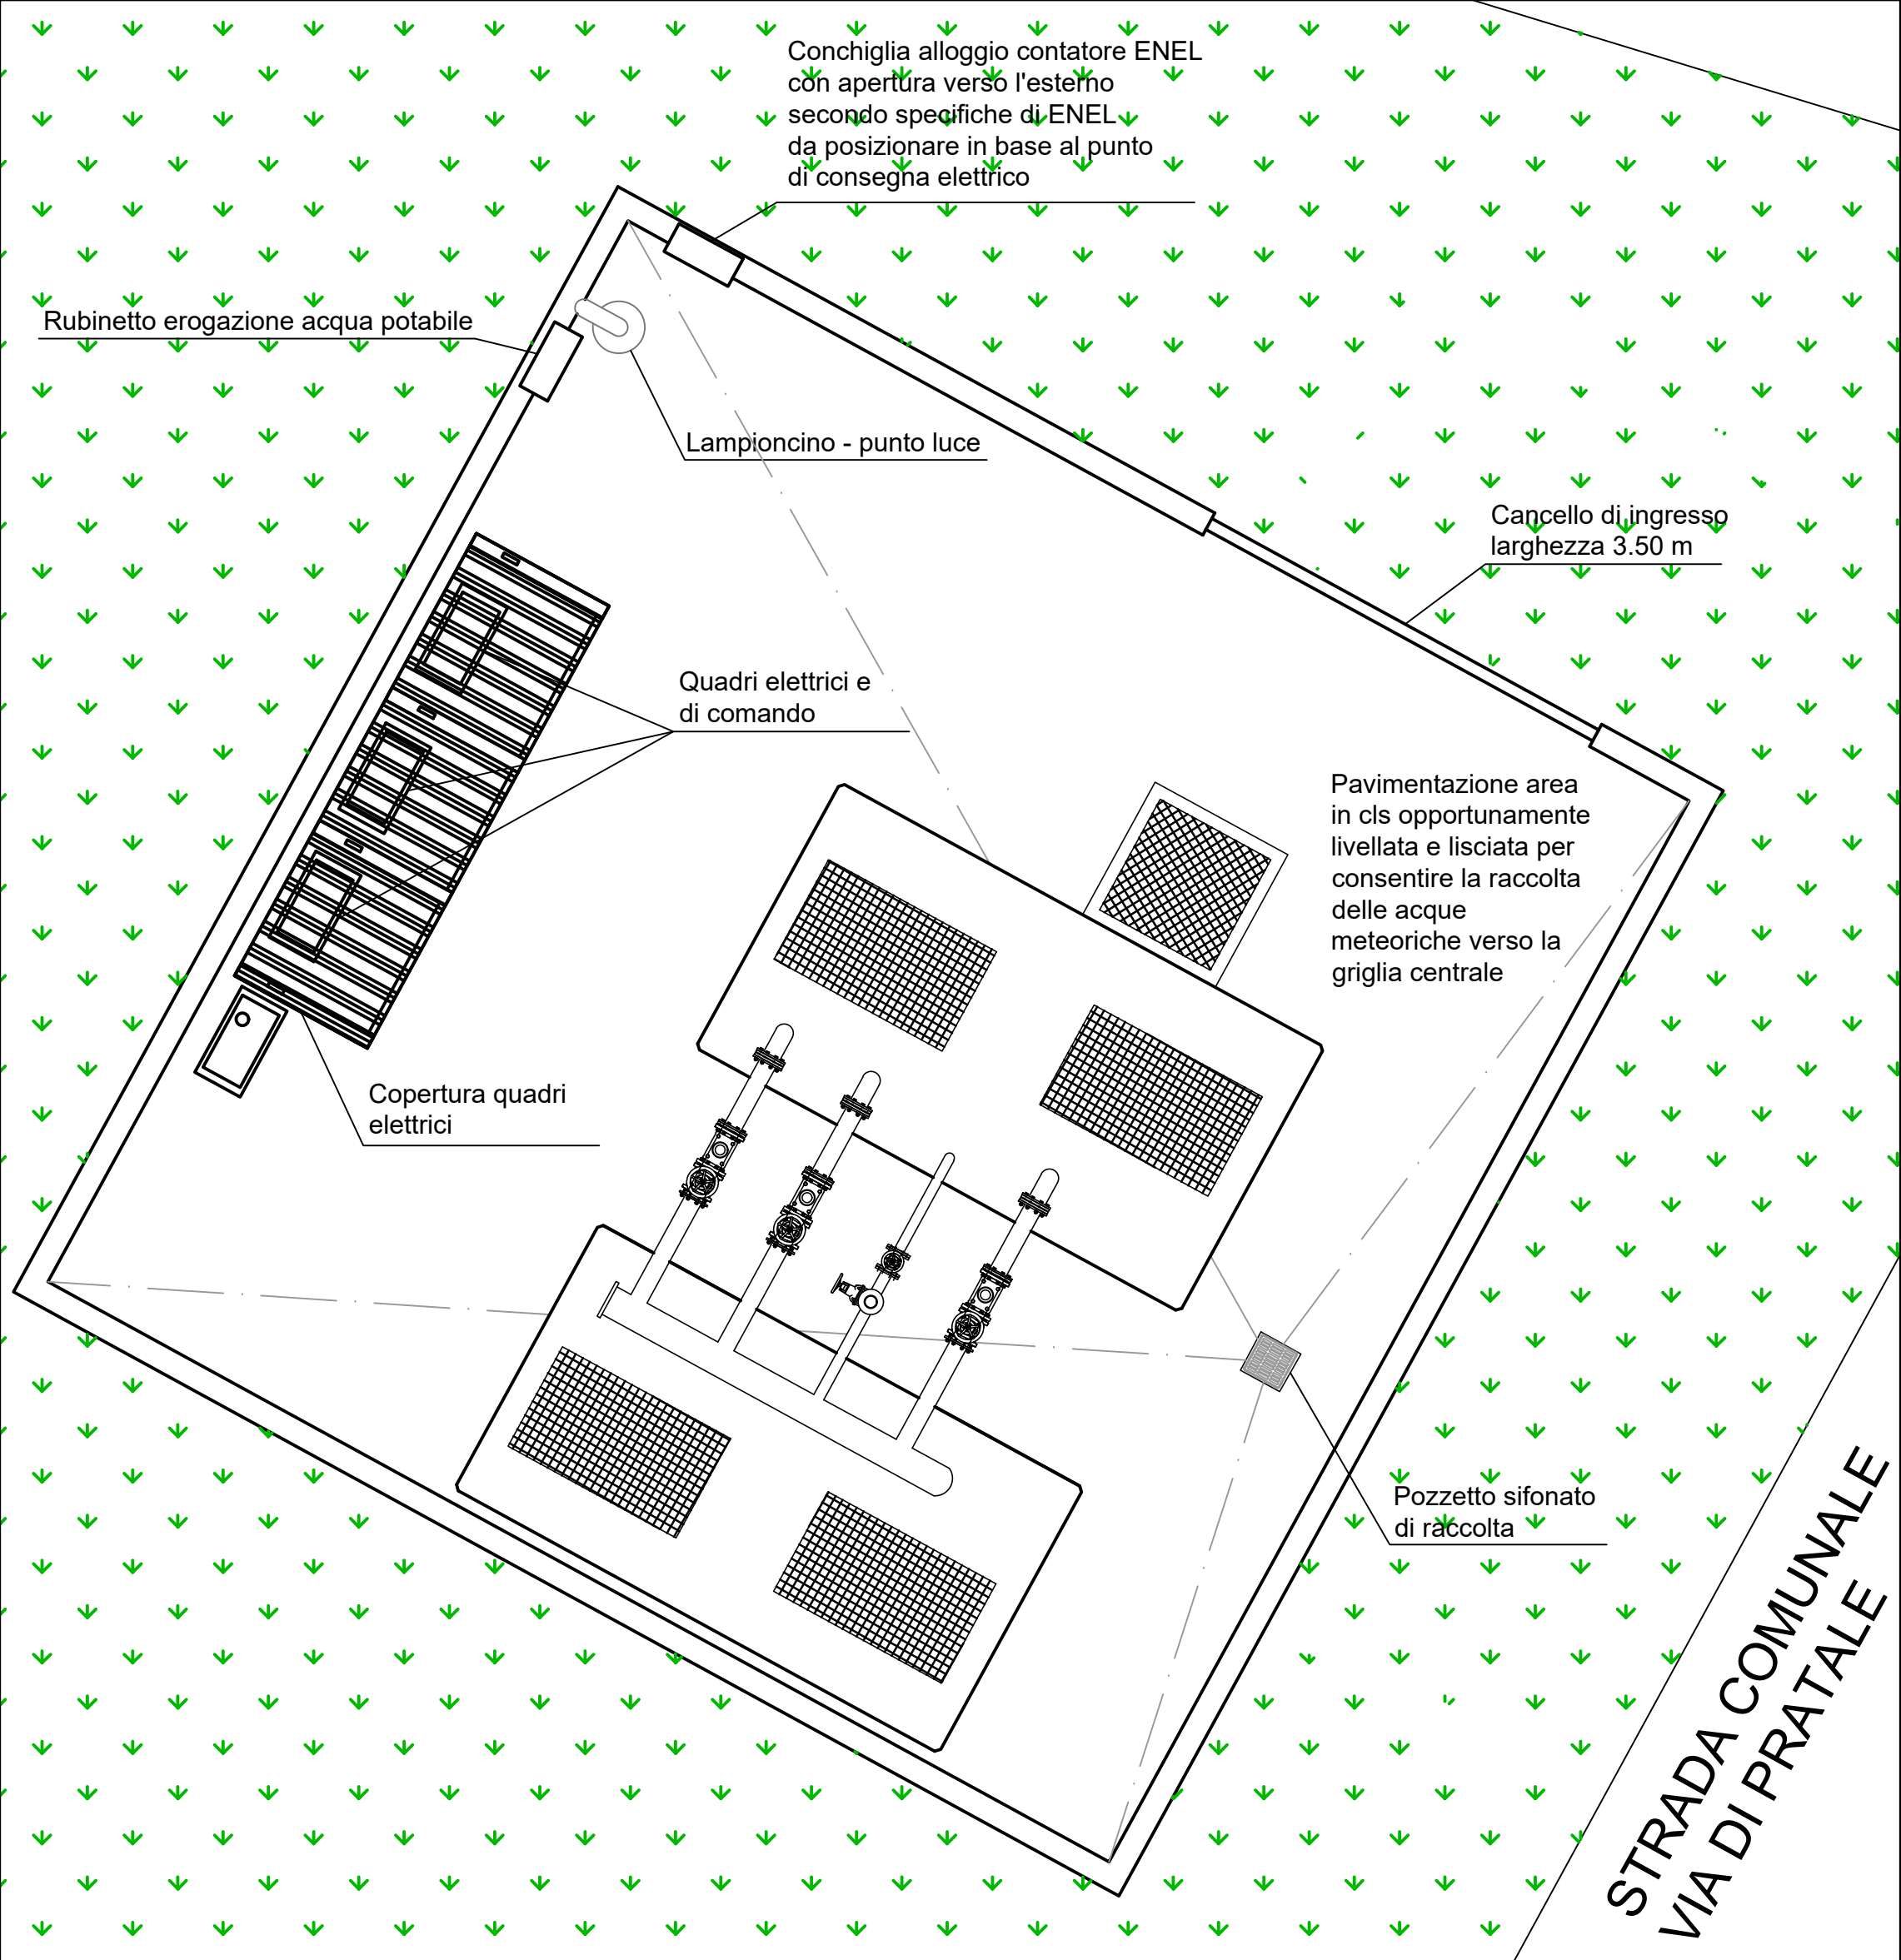 Conchiglia alloggio contatore ENEL
con apertura verso l'esterno
secondo specifiche di ENEL
da posizionare in base al punto
di consegna elettrico
Rubinetto erogazione acqua potabile
Lampioncino - punto luce
Cancello di ingresso
larghezza 3.50 m
Quadri elettrici e
di comando
Pavimentazione area
in cls opportunamente
livellata e lisciata per
consentire la raccolta
delle acque
meteoriche verso la
griglia centrale
Copertura quadri
elettrici
Pozzetto sifonato
di raccolta
STRADA COMUNALE
VIA DI PRATALE